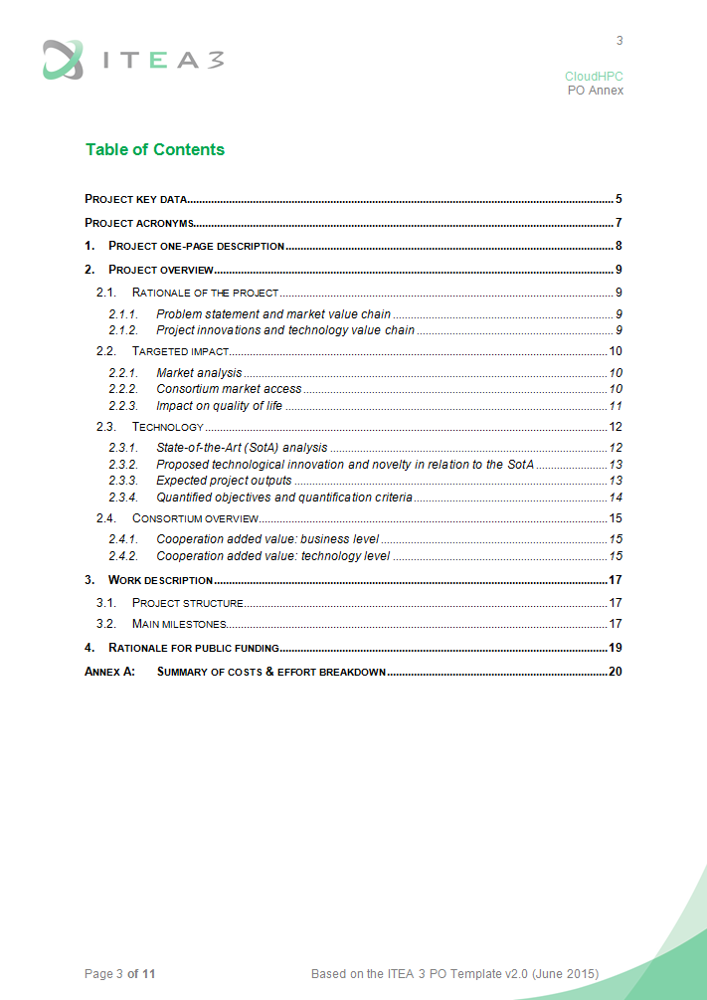 3
ITEA3
CloudHPC
PO Annex
Table of Contents
PROJECT KEY DATA 5
PROJECT ACRONYMS 7
1. PROJECT ONE-PAGE DESCRIPTION 8
2. PROJECT OVERVIEW 9
2.1. RATIONALE OF THE PROJECT 9
2.1.1. Problem statement and market value chain 9
2.1.2. Project innovations and technology value chain 9
2.2. TARGETED IMPACT 10
2.2.1. Market analysis 10
2.2.2. Consortium market access 10
2.2.3. Impact on quality of life 11
2.3. TECHNOLOGY 12
2.3.1. State-of-the-Art (SotA) analysis 12
2.3.2. Proposed technological innovation and novelty in relation to the SotA 13
2.3.3. Expected project outputs 13
2.3.4. Quantified objectives and quantification criteria 14
2.4. CONSORTIUM OVERVIEW 15
2.4.1. Cooperation added value: business level 15
2.4.2. Cooperation added value: technology level 15
3. WORK DESCRIPTION 17
3.1. PROJECT STRUCTURE 17
3.2. MAIN MILESTONES 17
4. RATIONALE FOR PUBLIC FUNDING 19
ANNEX A: SUMMARY OF COSTS & EFFORT BREAKDOWN 20
Page 3 of 11 Based on the ITEA 3 PO Template v2.0 (June 2015)